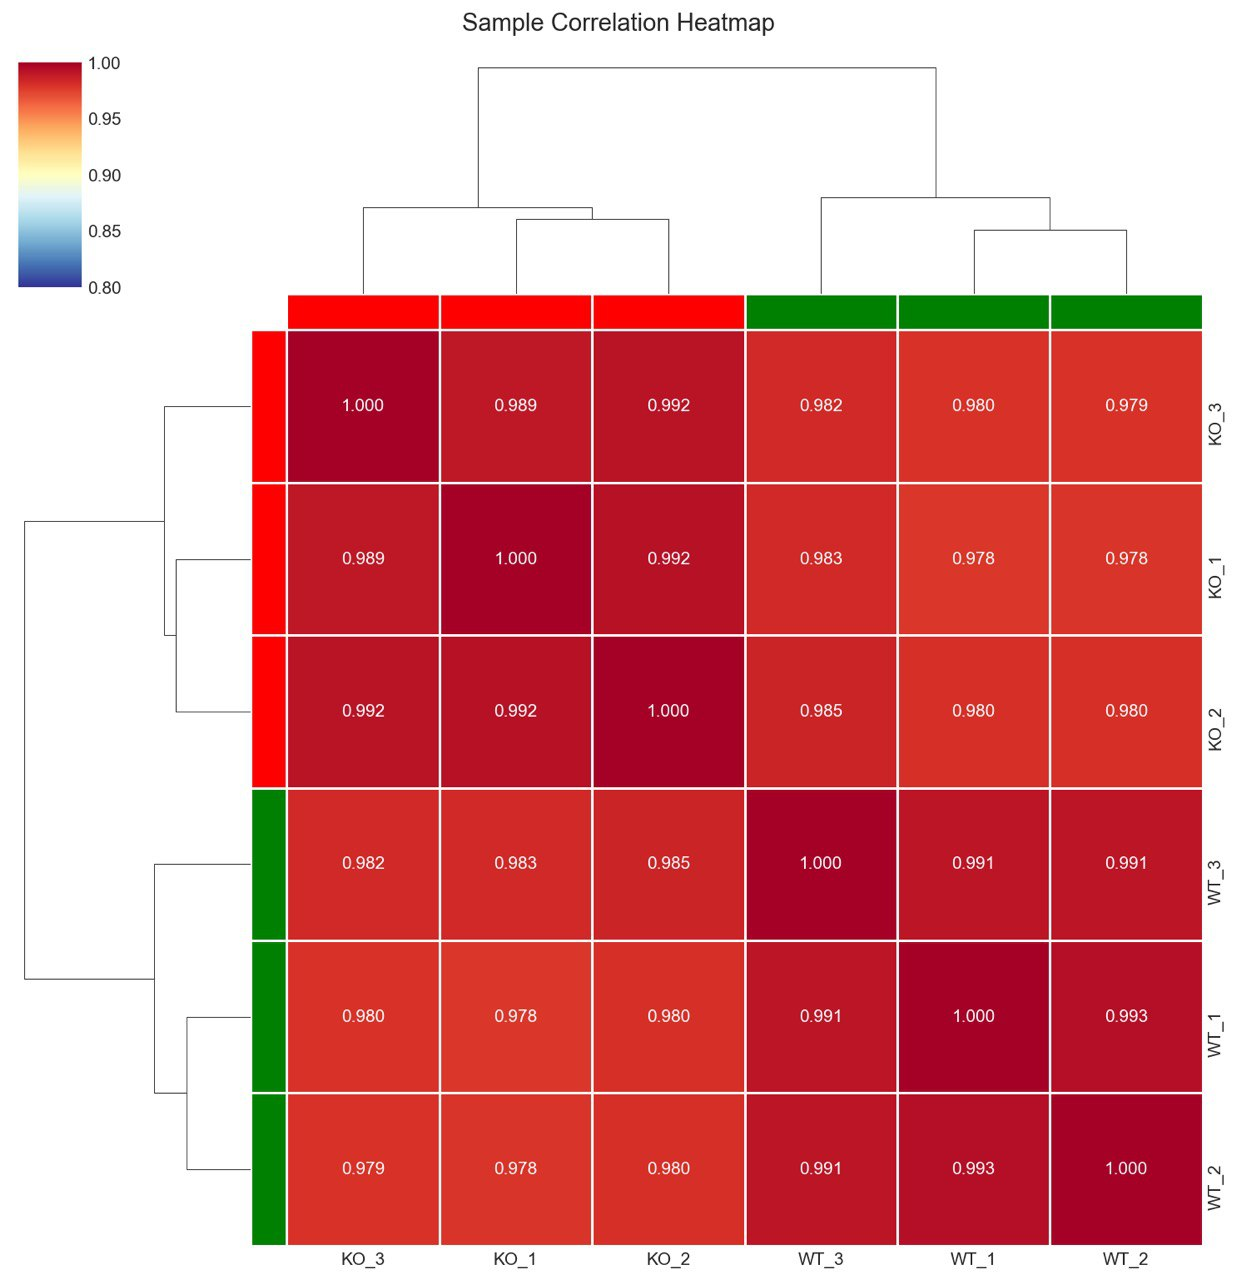 Sample Correlation Heatmap
1.00
0.95
0.90
0.85
0.80
1.000 0.989 0.992 0.982 0.980 0.979 KO_3
0.989 1.000 0.992 0.983 0.978 0.978 KO_1
0.992 0.992 1.000 0.985 0.980 0.980 KO_2
0.982 0.983 0.985 1.000 0.991 0.991 WT_3
0.980 0.978 0.980 0.991 1.000 0.993 WT_1
0.979 0.978 0.980 0.991 0.993 1.000 WT_2
KO_3 KO_1 KO_2 WT_3 WT_1 WT_2